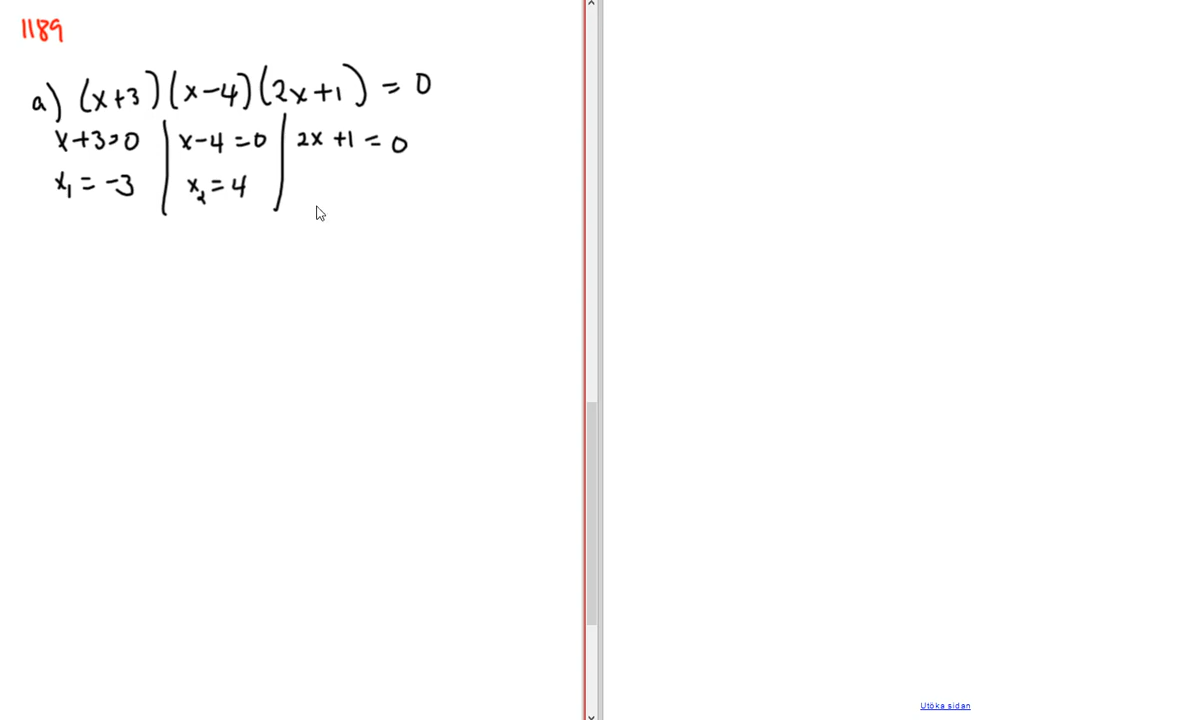 1189
a) (x+3)(x-4)(2x+1) = 0
x+3=0 | x-4=0 | 2x+1=0
x₁ = -3 | x₂ = 4 |
Utöka sidan